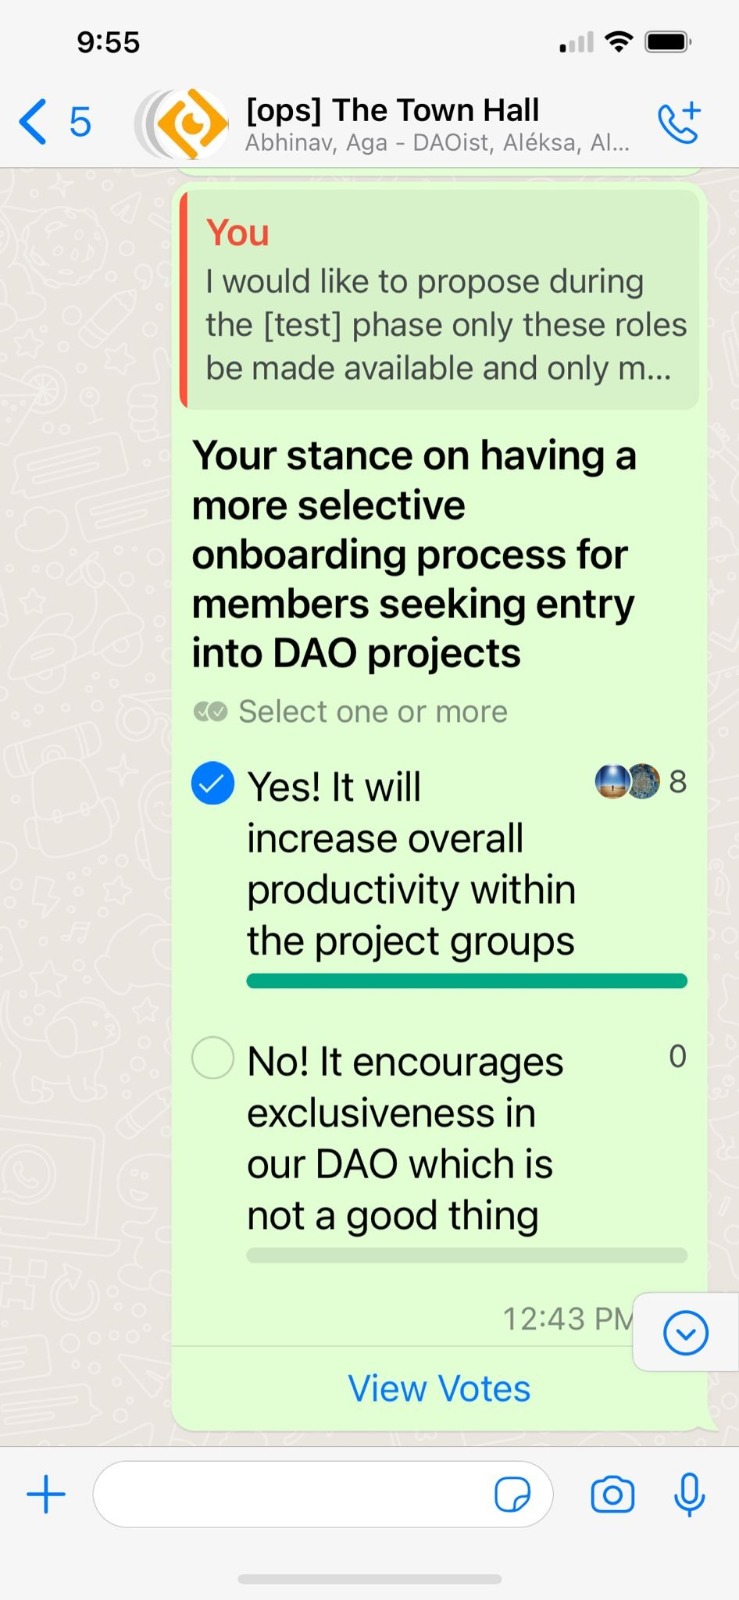 9:55
5
[ops] The Town Hall
Abhinav, Aga - DAOist, Aléksa, Al...
You
I would like to propose during
the [test] phase only these roles
be made available and only m...
Your stance on having a
more selective
onboarding process for
members seeking entry
into DAO projects
Select one or more
Yes! It will
8
increase overall
productivity within
the project groups
No! It encourages
0
exclusiveness in
our DAO which is
not a good thing
12:43 PM
View Votes